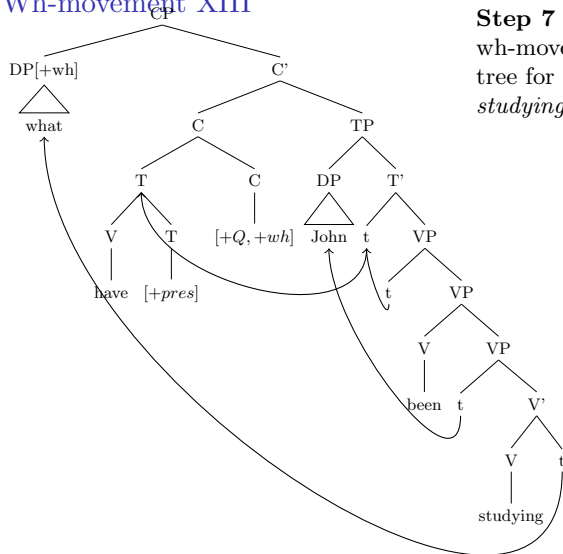 Wh-movement XIII
CP
Step 7
DP[+wh] C'
wh-move
tree for
what C TP
studying
T C DP T'
V T [+Q, +wh] John t VP
have [+pres] t VP
V VP
been t V'
V t
studying